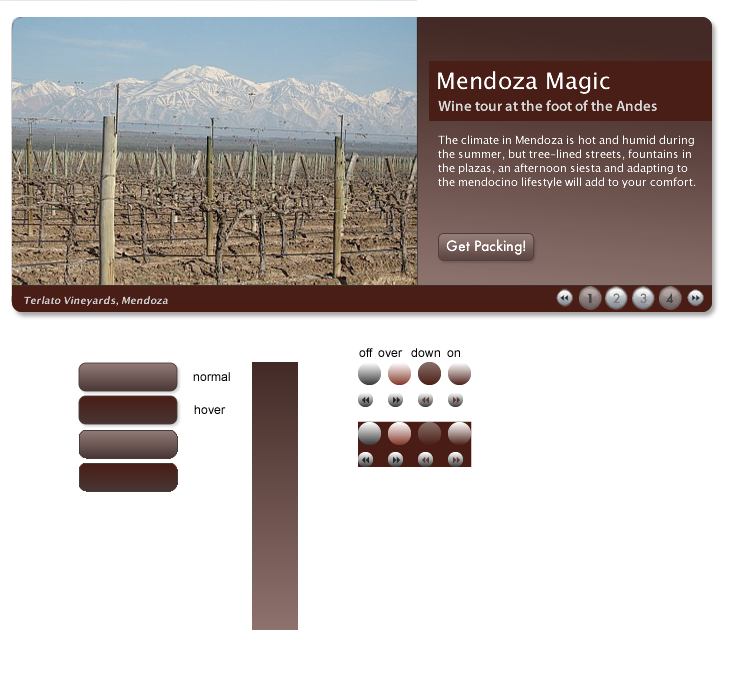 Mendoza Magic
Wine tour at the foot of the Andes
The climate in Mendoza is hot and humid during
the summer, but tree-lined streets, fountains in
the plazas, an afternoon siesta and adapting to
the mendocino lifestyle will add to your comfort.
Get Packing!
Terlato Vineyards, Mendoza
1 2 3 4
off over down on
normal
hover